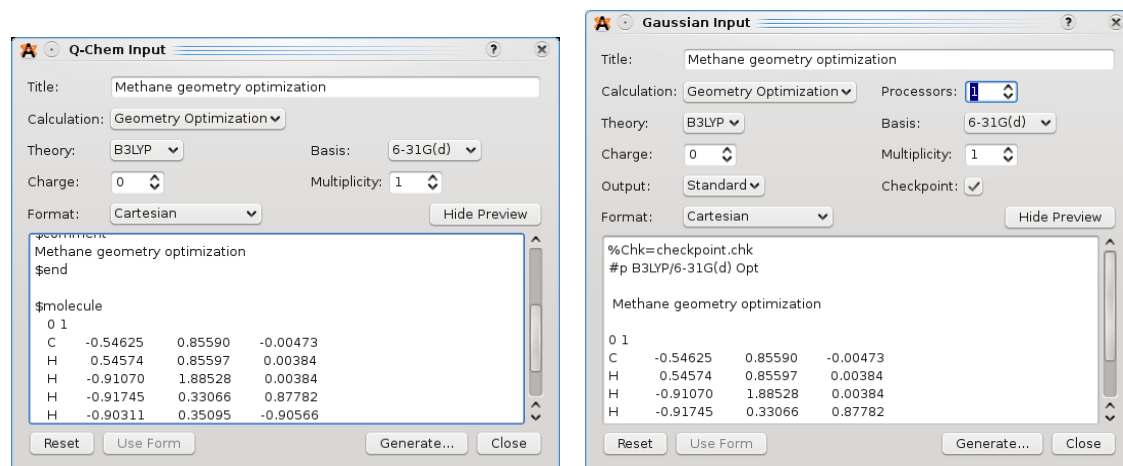 Q-Chem Input
Title: Methane geometry optimization
Calculation: Geometry Optimization
Theory: B3LYP Basis: 6-31G(d)
Charge: 0 Multiplicity: 1
Format: Cartesian Hide Preview
$comment
Methane geometry optimization
$end
$molecule
0 1
C -0.54625 0.85590 -0.00473
H 0.54574 0.85597 0.00384
H -0.91070 1.88528 0.00384
H -0.91745 0.33066 0.87782
H -0.90311 0.35095 -0.90566
Reset Use Form Generate... Close
Gaussian Input
Title: Methane geometry optimization
Calculation: Geometry Optimization Processors: 1
Theory: B3LYP Basis: 6-31G(d)
Charge: 0 Multiplicity: 1
Output: Standard Checkpoint:
Format: Cartesian Hide Preview
%Chk=checkpoint.chk
#p B3LYP/6-31G(d) Opt
Methane geometry optimization
0 1
C -0.54625 0.85590 -0.00473
H 0.54574 0.85597 0.00384
H -0.91070 1.88528 0.00384
H -0.91745 0.33066 0.87782
Reset Use Form Generate... Close